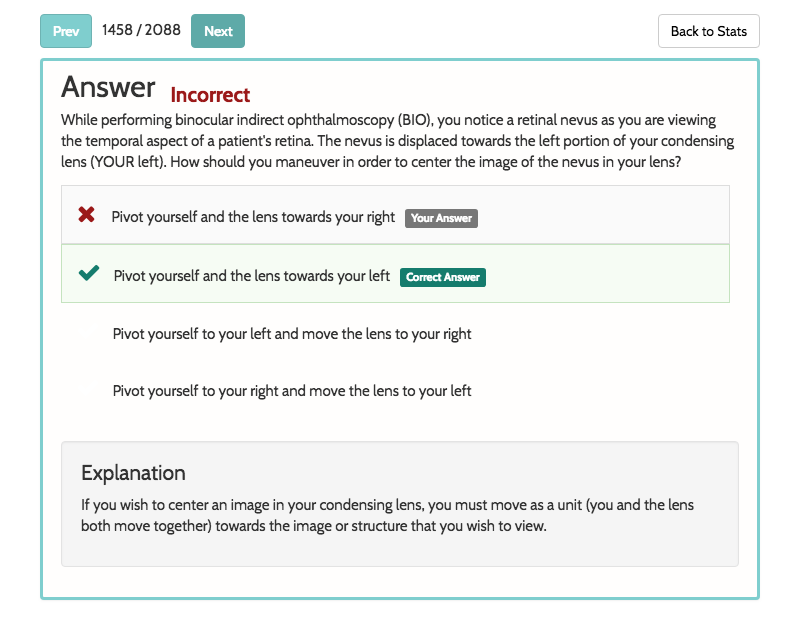 Prev 1458 / 2088 Next Back to Stats
Answer Incorrect
While performing binocular indirect ophthalmoscopy (BIO), you notice a retinal nevus as you are viewing
the temporal aspect of a patient's retina. The nevus is displaced towards the left portion of your condensing
lens (YOUR left). How should you maneuver in order to center the image of the nevus in your lens?
Pivot yourself and the lens towards your right Your Answer
Pivot yourself and the lens towards your left Correct Answer
Pivot yourself to your left and move the lens to your right
Pivot yourself to your right and move the lens to your left
Explanation
If you wish to center an image in your condensing lens, you must move as a unit (you and the lens
both move together) towards the image or structure that you wish to view.